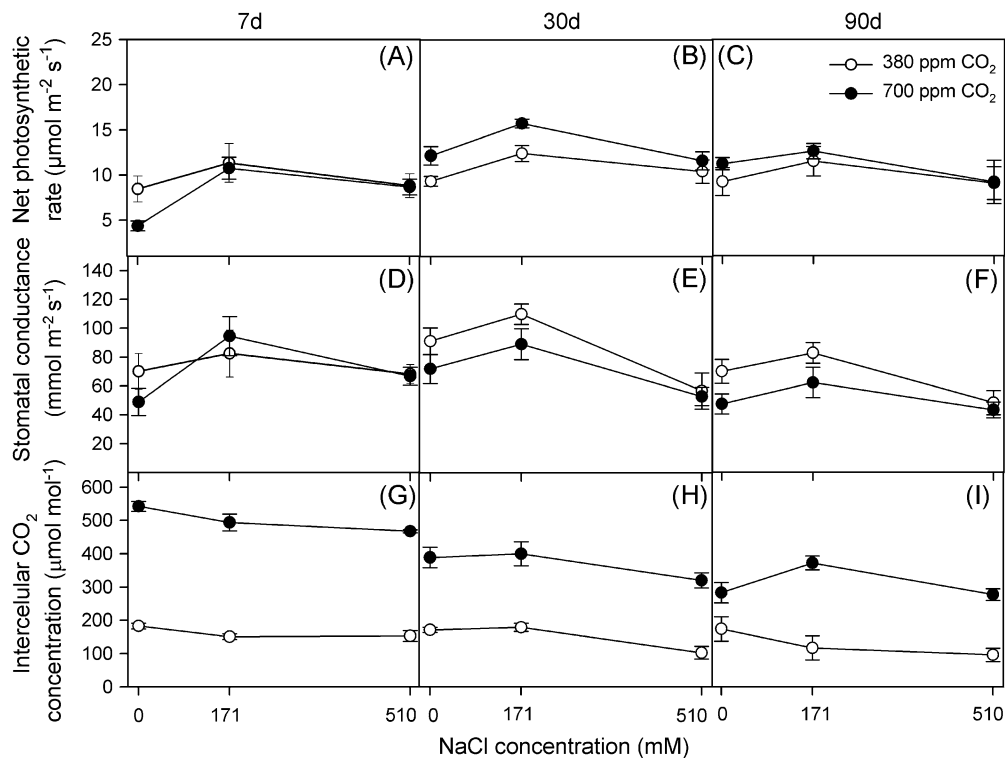 7d 30d 90d
Net photosynthetic
rate (µmol m⁻² s⁻¹)
25
20
15
10
5
(A) (B) (C)
380 ppm CO₂
700 ppm CO₂
Stomatal conductance
(mmol m⁻² s⁻¹)
140
120
100
80
60
40
20
(D) (E) (F)
Intercelular CO₂
concentration (µmol mol⁻¹)
600
500
400
300
200
100
0
(G) (H) (I)
0 171 510 0 171 510 0 171 510
NaCl concentration (mM)